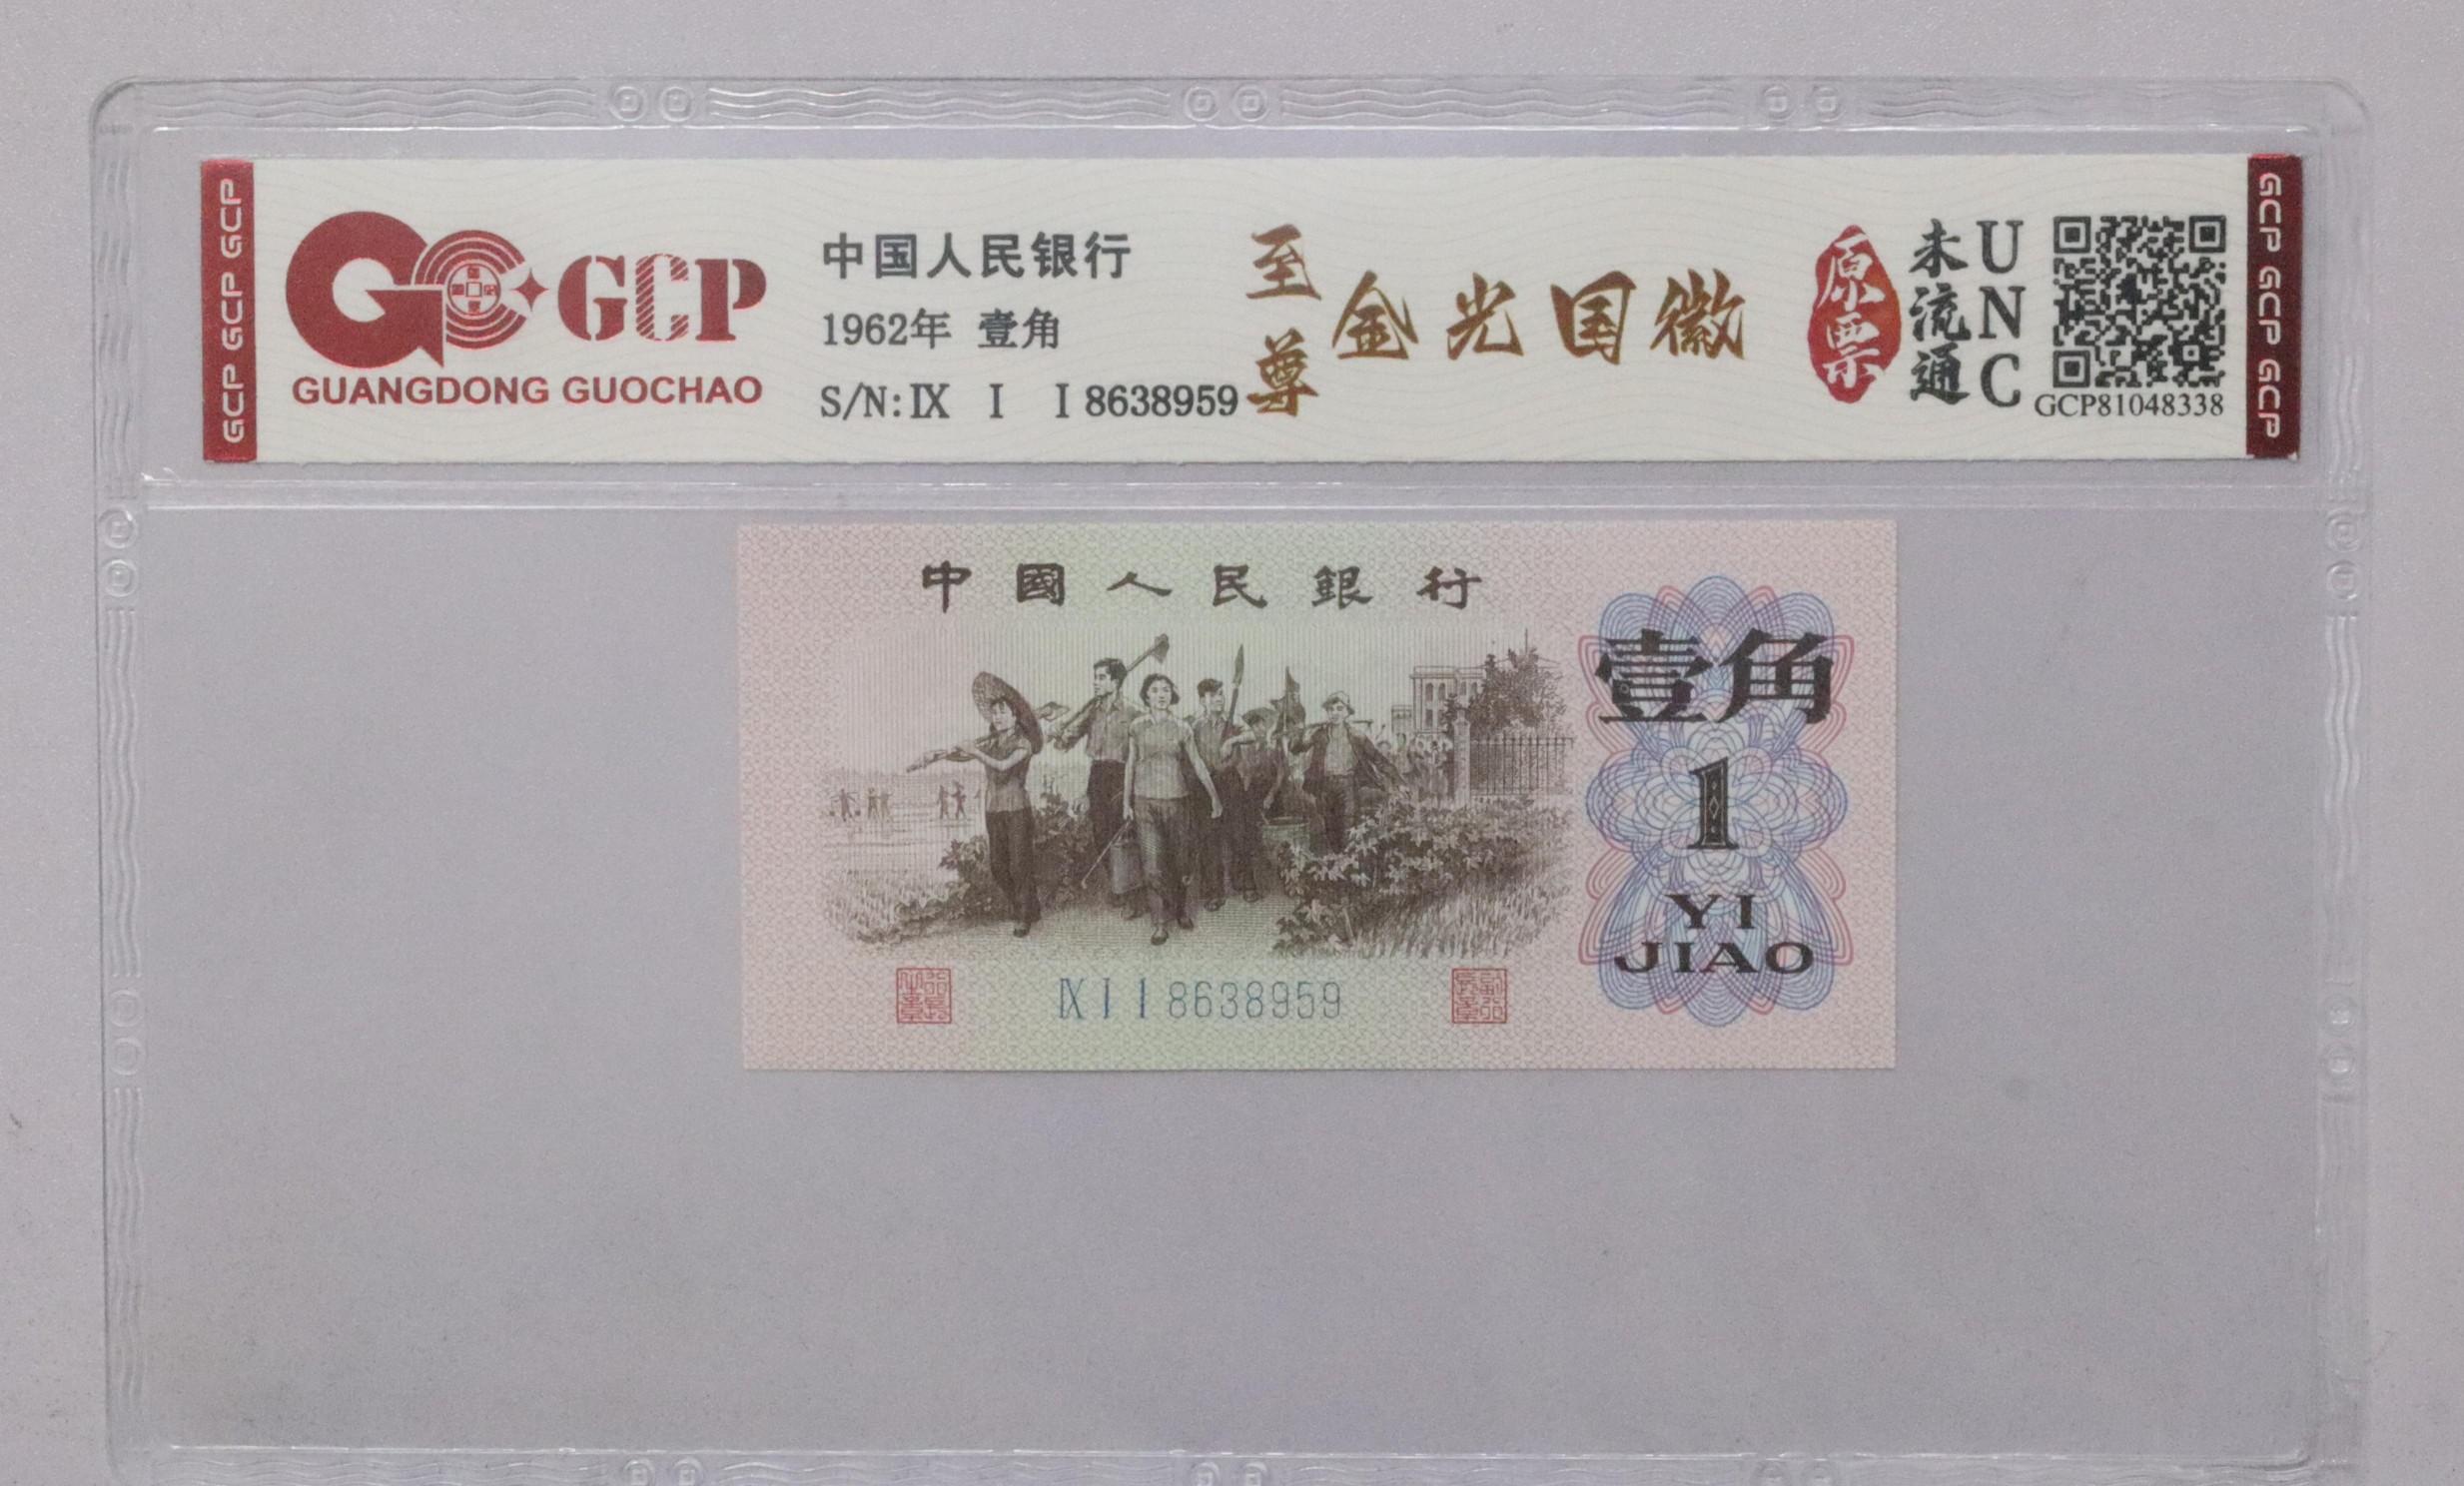 GCP GCP GCP
GCP
GUANGDONG GUOCHAO
中国人民银行
1962年 壹角
S/N: IX I I 8638959
至尊
金光国徽
原票
未流通
UNC
GCP81048338
GCP GCP GCP
中國人民銀行
壹角
1
YI
JIAO
IX I I 8638959